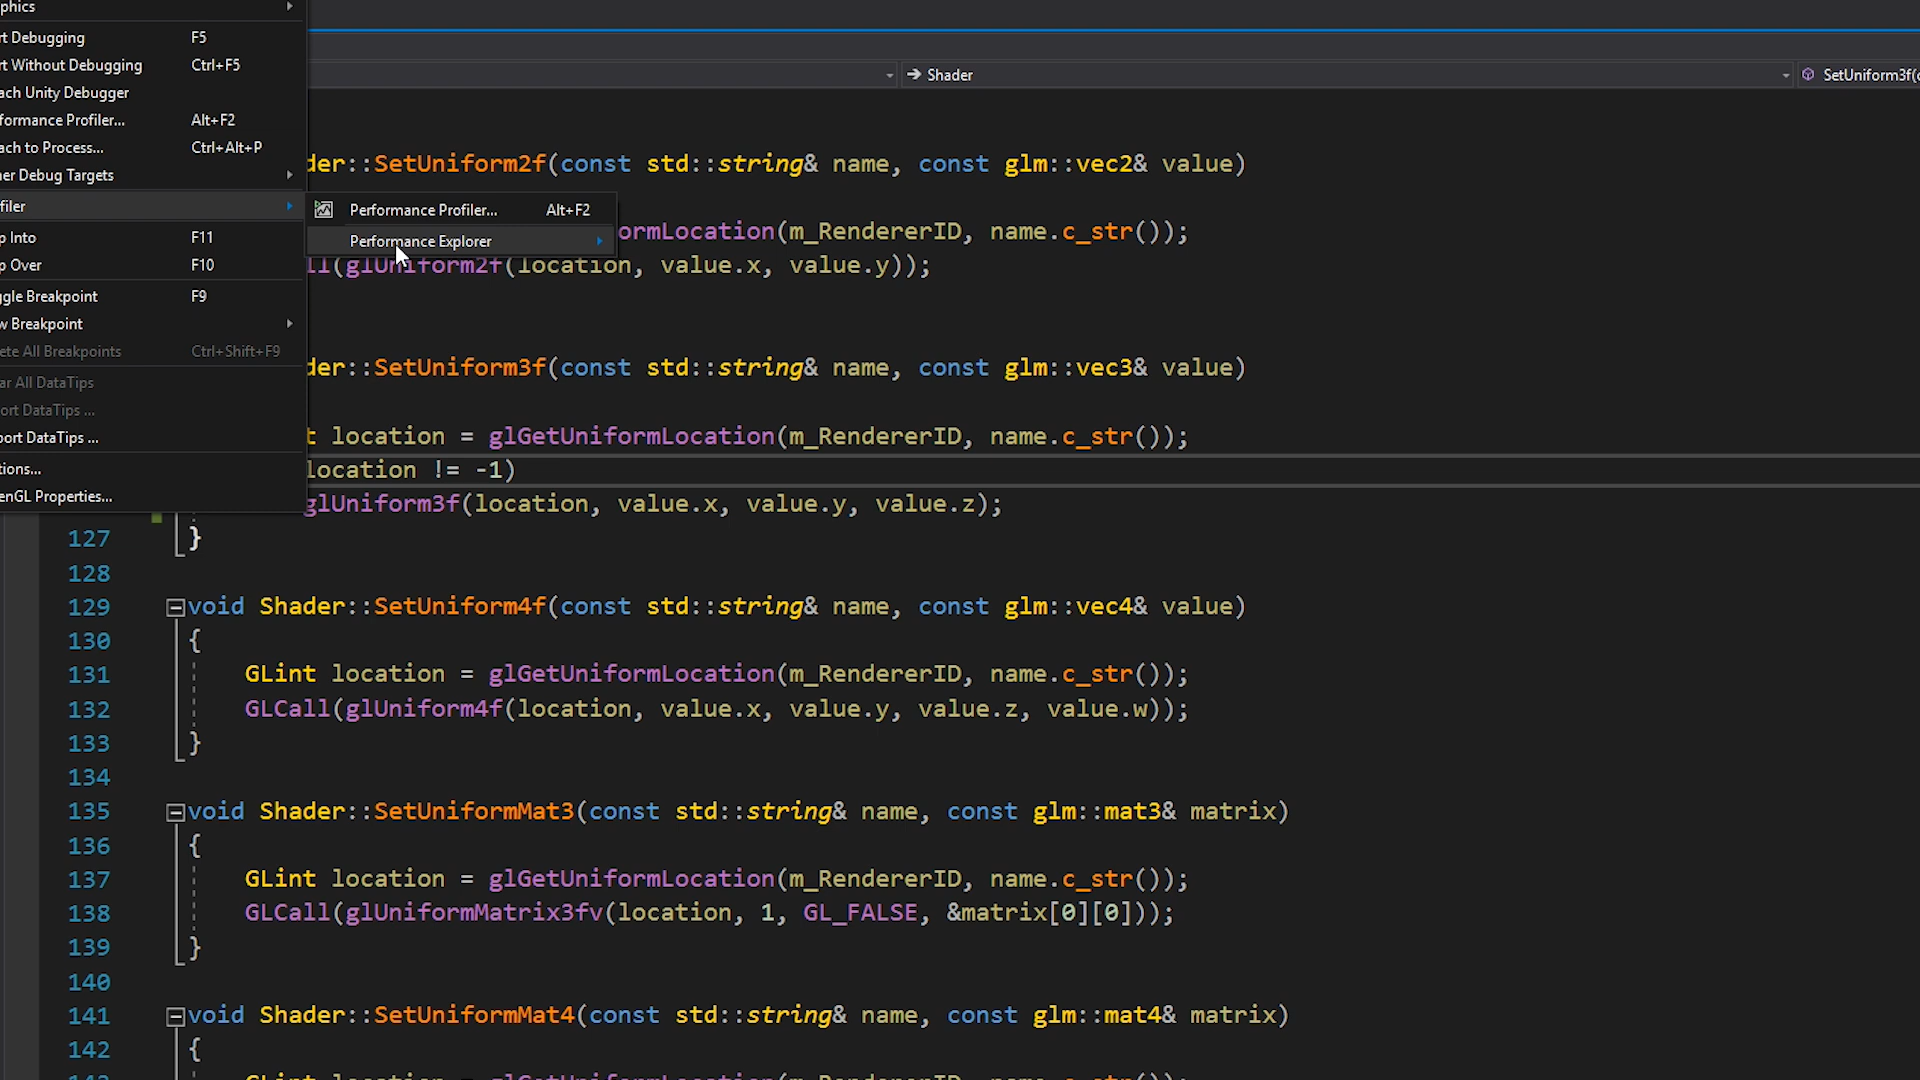 phics
rt Debugging F5
rt Without Debugging Ctrl+F5
ach Unity Debugger
formance Profiler... Alt+F2
ach to Process... Ctrl+Alt+P
er Debug Targets
filer
p Into F11
p Over F10
ggle Breakpoint F9
w Breakpoint
ete All Breakpoints Ctrl+Shift+F9
ar All DataTips
ort DataTips ...
port DataTips ...
tions...
enGL Properties...
Performance Profiler... Alt+F2
Performance Explorer
Shader
SetUniform3f(c
der::SetUniform2f(const std::string& name, const glm::vec2& value)
ormLocation(m_RendererID, name.c_str());
ll(glUniform2f(location, value.x, value.y));
der::SetUniform3f(const std::string& name, const glm::vec3& value)
t location = glGetUniformLocation(m_RendererID, name.c_str());
location != -1)
glUniform3f(location, value.x, value.y, value.z);
127 }
128
129 void Shader::SetUniform4f(const std::string& name, const glm::vec4& value)
130 {
131 GLint location = glGetUniformLocation(m_RendererID, name.c_str());
132 GLCall(glUniform4f(location, value.x, value.y, value.z, value.w));
133 }
134
135 void Shader::SetUniformMat3(const std::string& name, const glm::mat3& matrix)
136 {
137 GLint location = glGetUniformLocation(m_RendererID, name.c_str());
138 GLCall(glUniformMatrix3fv(location, 1, GL_FALSE, &matrix[0][0]));
139 }
140
141 void Shader::SetUniformMat4(const std::string& name, const glm::mat4& matrix)
142 {